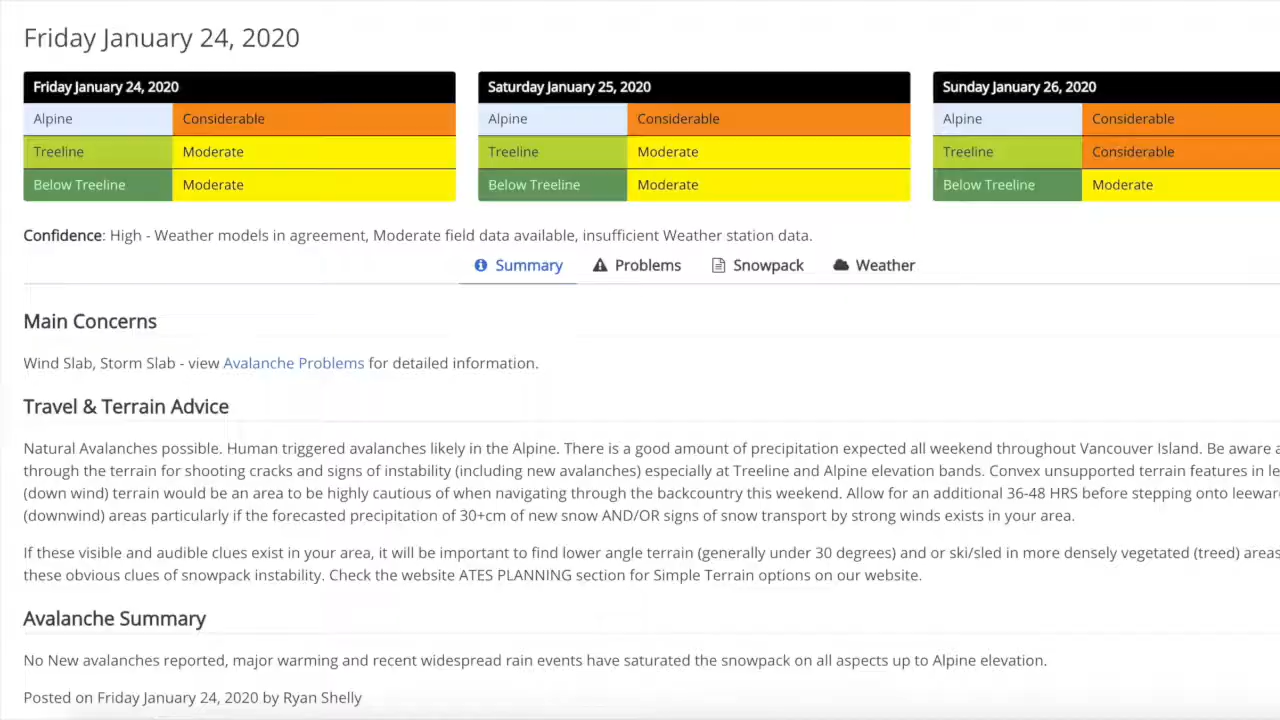 Friday January 24, 2020
Friday January 24, 2020
Alpine Considerable
Treeline Moderate
Below Treeline Moderate
Saturday January 25, 2020
Alpine Considerable
Treeline Moderate
Below Treeline Moderate
Sunday January 26, 2020
Alpine Considerable
Treeline Considerable
Below Treeline Moderate
Confidence: High - Weather models in agreement, Moderate field data available, insufficient Weather station data.
Summary Problems Snowpack Weather
Main Concerns
Wind Slab, Storm Slab - view Avalanche Problems for detailed information.
Travel & Terrain Advice
Natural Avalanches possible. Human triggered avalanches likely in the Alpine. There is a good amount of precipitation expected all weekend throughout Vancouver Island. Be aware
through the terrain for shooting cracks and signs of instability (including new avalanches) especially at Treeline and Alpine elevation bands. Convex unsupported terrain features in
(down wind) terrain would be an area to be highly cautious of when navigating through the backcountry this weekend. Allow for an additional 36-48 HRS before stepping onto
(downwind) areas particularly if the forecasted precipitation of 30+cm of new snow AND/OR signs of snow transport by strong winds exists in your area.
If these visible and audible clues exist in your area, it will be important to find lower angle terrain (generally under 30 degrees) and or ski/sled in more densely vegetated (treed) areas
these obvious clues of snowpack instability. Check the website ATES PLANNING section for Simple Terrain options on our website.
Avalanche Summary
No New avalanches reported, major warming and recent widespread rain events have saturated the snowpack on all aspects up to Alpine elevation.
Posted on Friday January 24, 2020 by Ryan Shelly